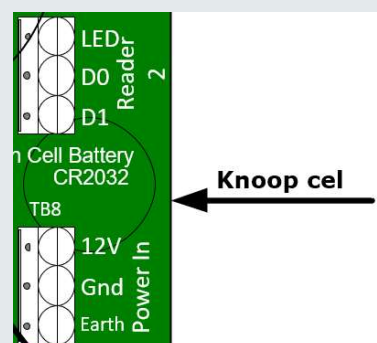 LED
D0
D1
Reader
2
n Cell Battery
CR2032
Knoop cel
TB8
12V
Gnd
Earth
Power In